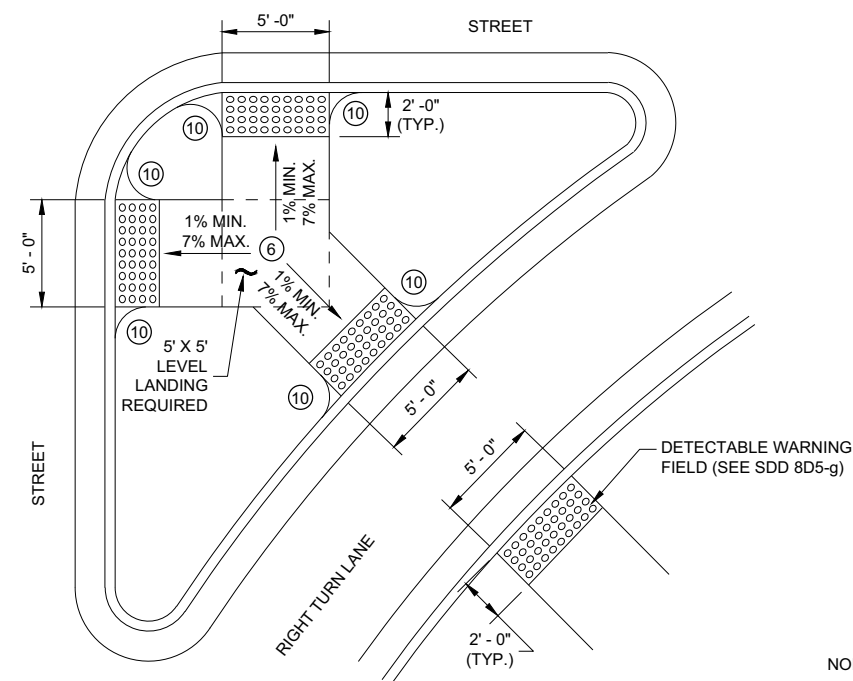 5' -0"
STREET
10
10
2' -0"
(TYP.)
10
1% MIN.
7% MAX.
5' - 0"
1% MIN.
7% MAX.
6
1% MIN.
7% MAX.
10
10
5' X 5'
LEVEL
LANDING
REQUIRED
10
5' - 0"
STREET
5' - 0"
DETECTABLE WARNING
FIELD (SEE SDD 8D5-g)
RIGHT TURN LANE
2' - 0"
(TYP.)
NO